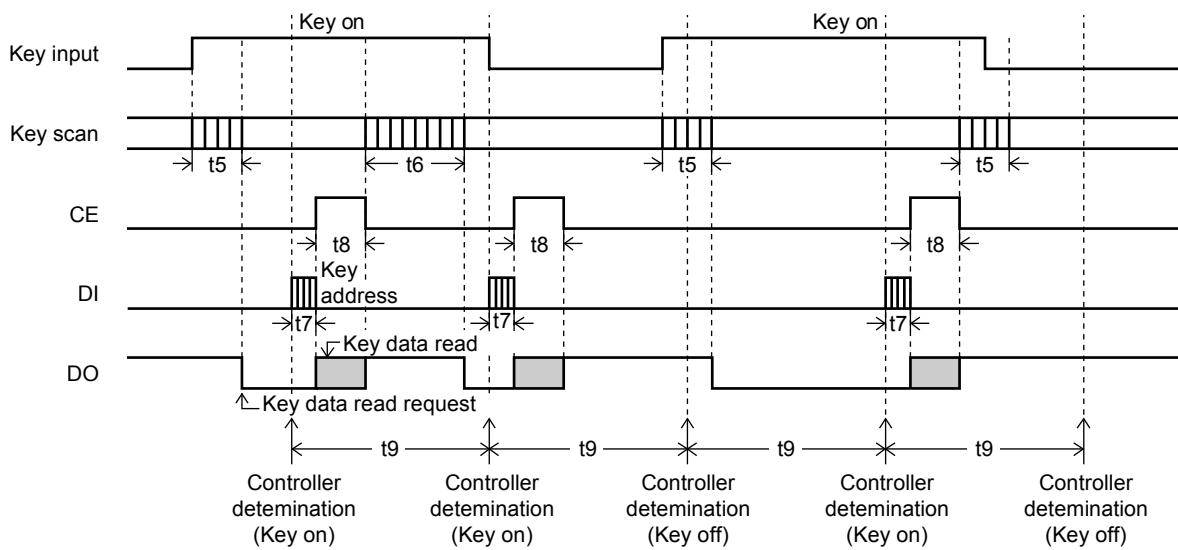 Key on
Key on
Key input
Key scan
t5
t6
t5
t5
CE
t8
t8
t8
DI
Key
address
t7
t7
t7
Key data read
DO
Key data read request
t9
t9
t9
t9
Controller
detemination
(Key on)
Controller
detemination
(Key on)
Controller
detemination
(Key off)
Controller
detemination
(Key on)
Controller
detemination
(Key off)